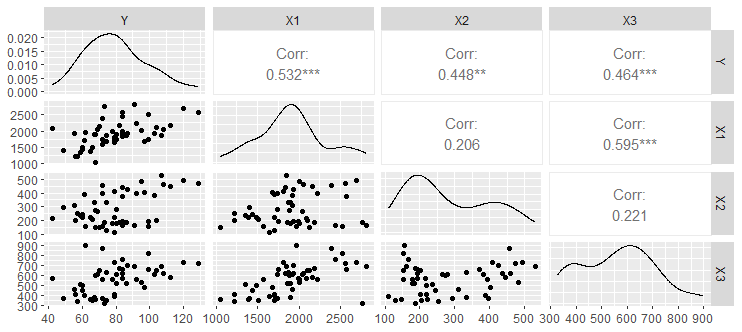 Y X1 X2 X3
0.020
0.015
0.010
0.005
0.000
Corr:
0.532***
Corr:
0.448**
Corr:
0.464***
Y
2500
2000
1500
1000
Corr:
0.206
Corr:
0.595***
X1
500
400
300
200
100
Corr:
0.221
X2
900
800
700
600
500
400
300
X3
40 60 80 100 120
1000 1500 2000 2500
100 200 300 400 500
300 400 500 600 700 800 900